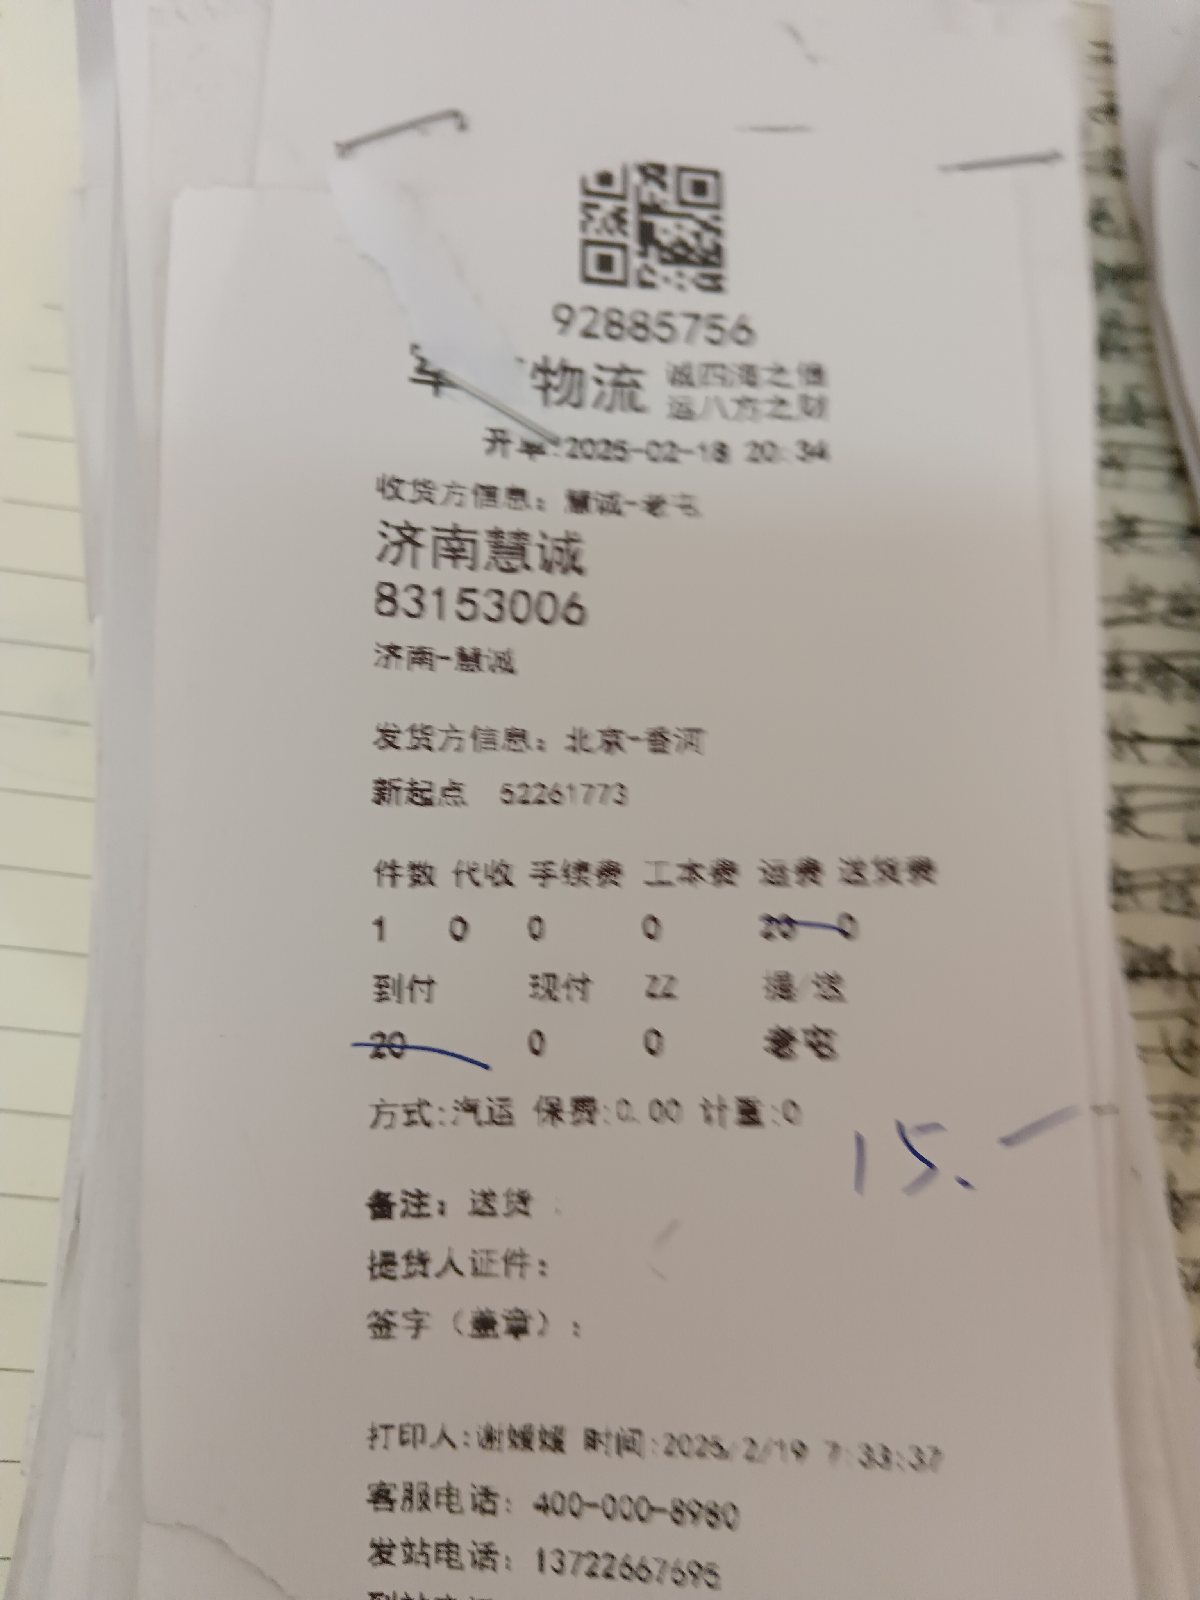 92885756
物流 诚四海之信
运八方之财
开单:2025-02-18 20:34
收货方信息：慧诚-老屯
济南慧诚
83153006
济南-慧诚
发货方信息：北京-香河
新起点 52261773
件数 代收 手续费 工本费 运费 送货费
1 0 0 0 20 0
到付 现付 ZZ 提/送
20 0 0 老屯
方式:汽运 保费:0.00 计重:0
15.-
备注：送货
提货人证件：
签字（盖章）：
打印人:谢媛媛 时间:2025/2/19 7:33:37
客服电话：400-000-8980
发站电话：13722667695